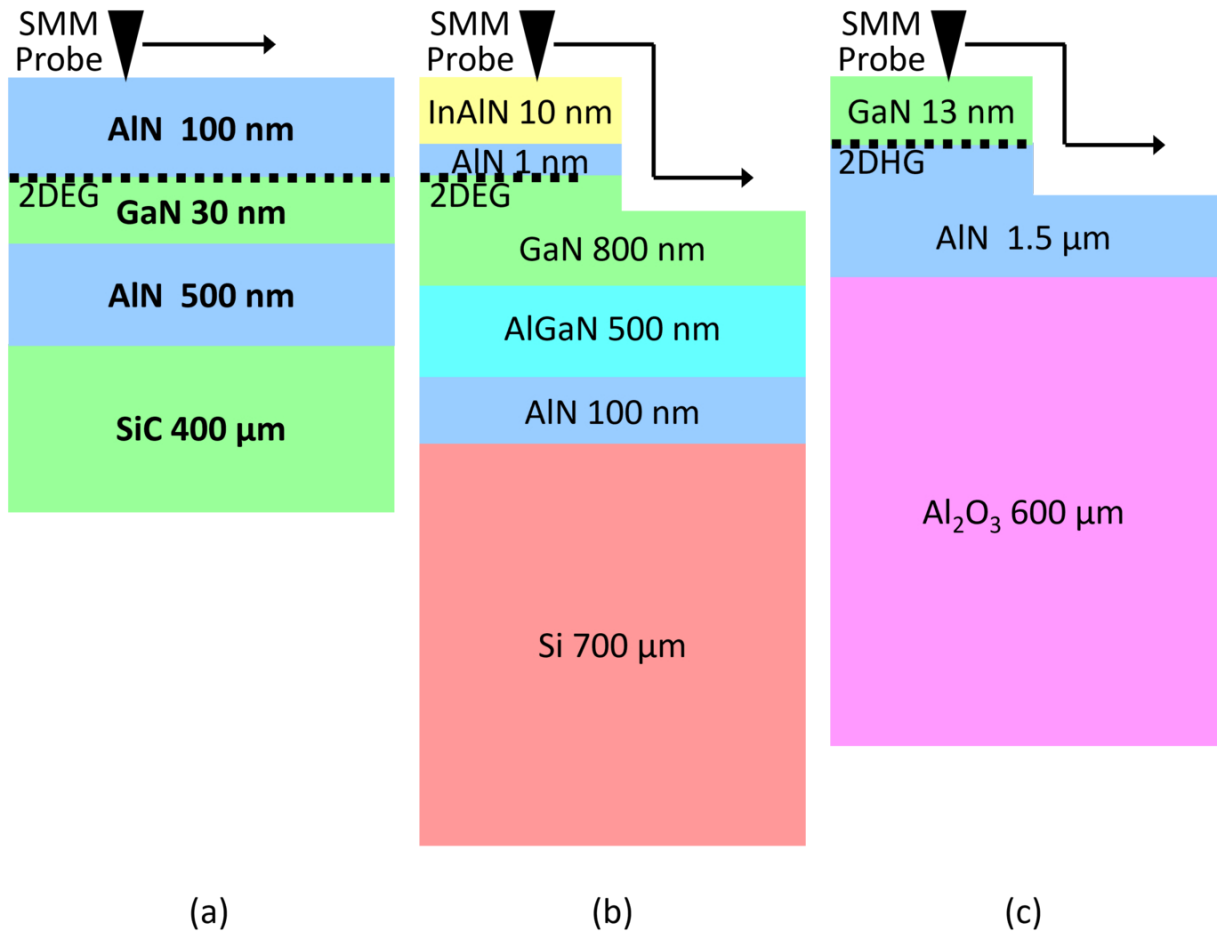 SMM
Probe
AlN 100 nm
2DEG
GaN 30 nm
AlN 500 nm
SiC 400 µm
(a)
SMM
Probe
InAlN 10 nm
AlN 1 nm
2DEG
GaN 800 nm
AlGaN 500 nm
AlN 100 nm
Si 700 µm
(b)
SMM
Probe
GaN 13 nm
2DHG
AlN 1.5 µm
Al₂O₃ 600 µm
(c)